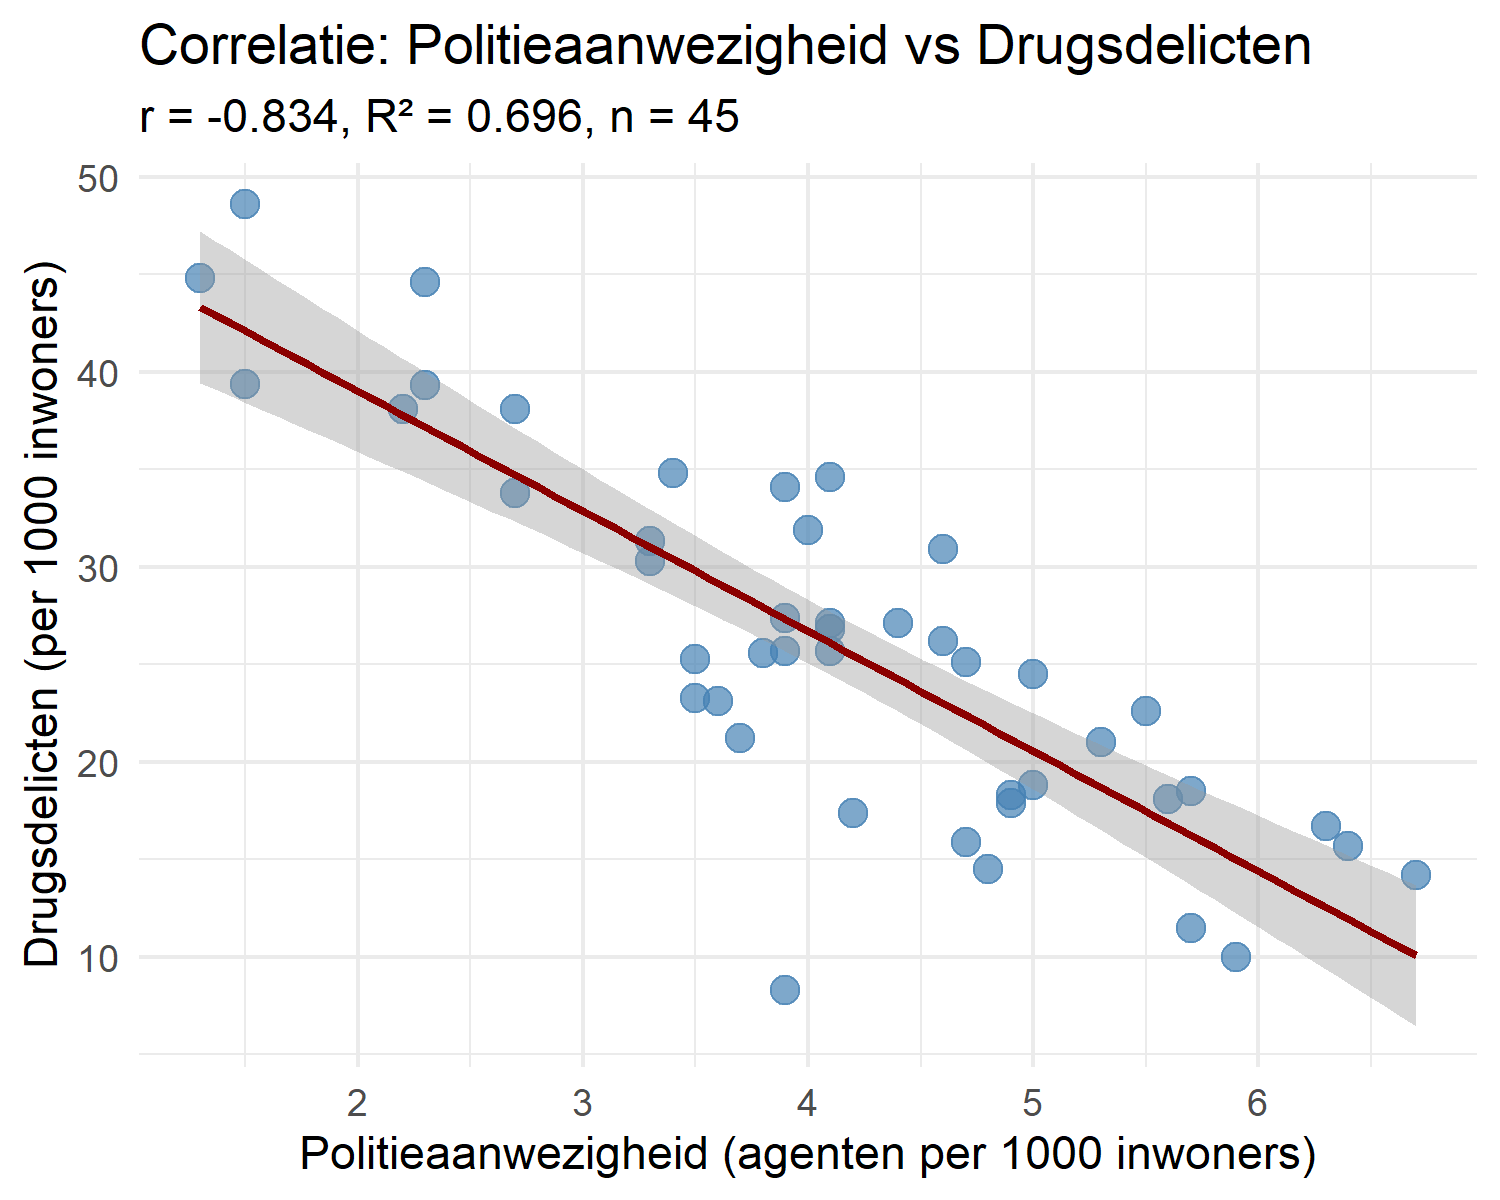 Correlatie: Politieaanwezigheid vs Drugsdelicten
r = -0.834, R² = 0.696, n = 45
Drugsdelicten (per 1000 inwoners)
50
40
30
20
10
2 3 4 5 6
Politieaanwezigheid (agenten per 1000 inwoners)